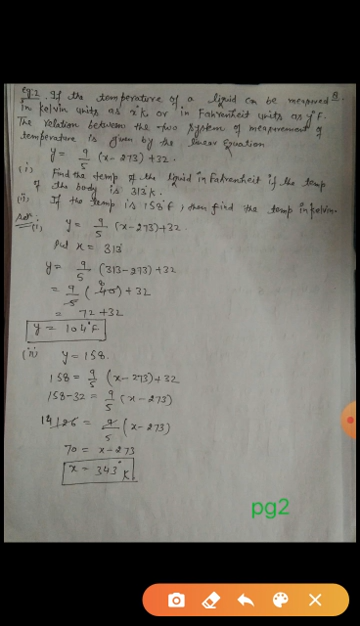 Eg:2. If the temperature of a liquid can be measured
in Kelvin units as x°K or in Fahrenheit units as y°F.
The relation between the two system of measurement of
temperature is given by the linear Equation
y = 9/5 (x-273)+32.
(i) Find the temp of the liquid in Fahrenheit if the temp
of the body is 313°K.
(ii) If the temp is 158°F, then find the temp in Kelvin.
(i) y = 9/5 (x-273)+32
Put x = 313
y = 9/5 (313-273)+32
= 9/5 (40) + 32
= 72+32
y = 104°F
(ii) y = 158.
158 = 9/5 (x-273)+32
158-32 = 9/5 (x-273)
126 = 9/5 (x-273)
70 = x-273
x = 343°K
pg2